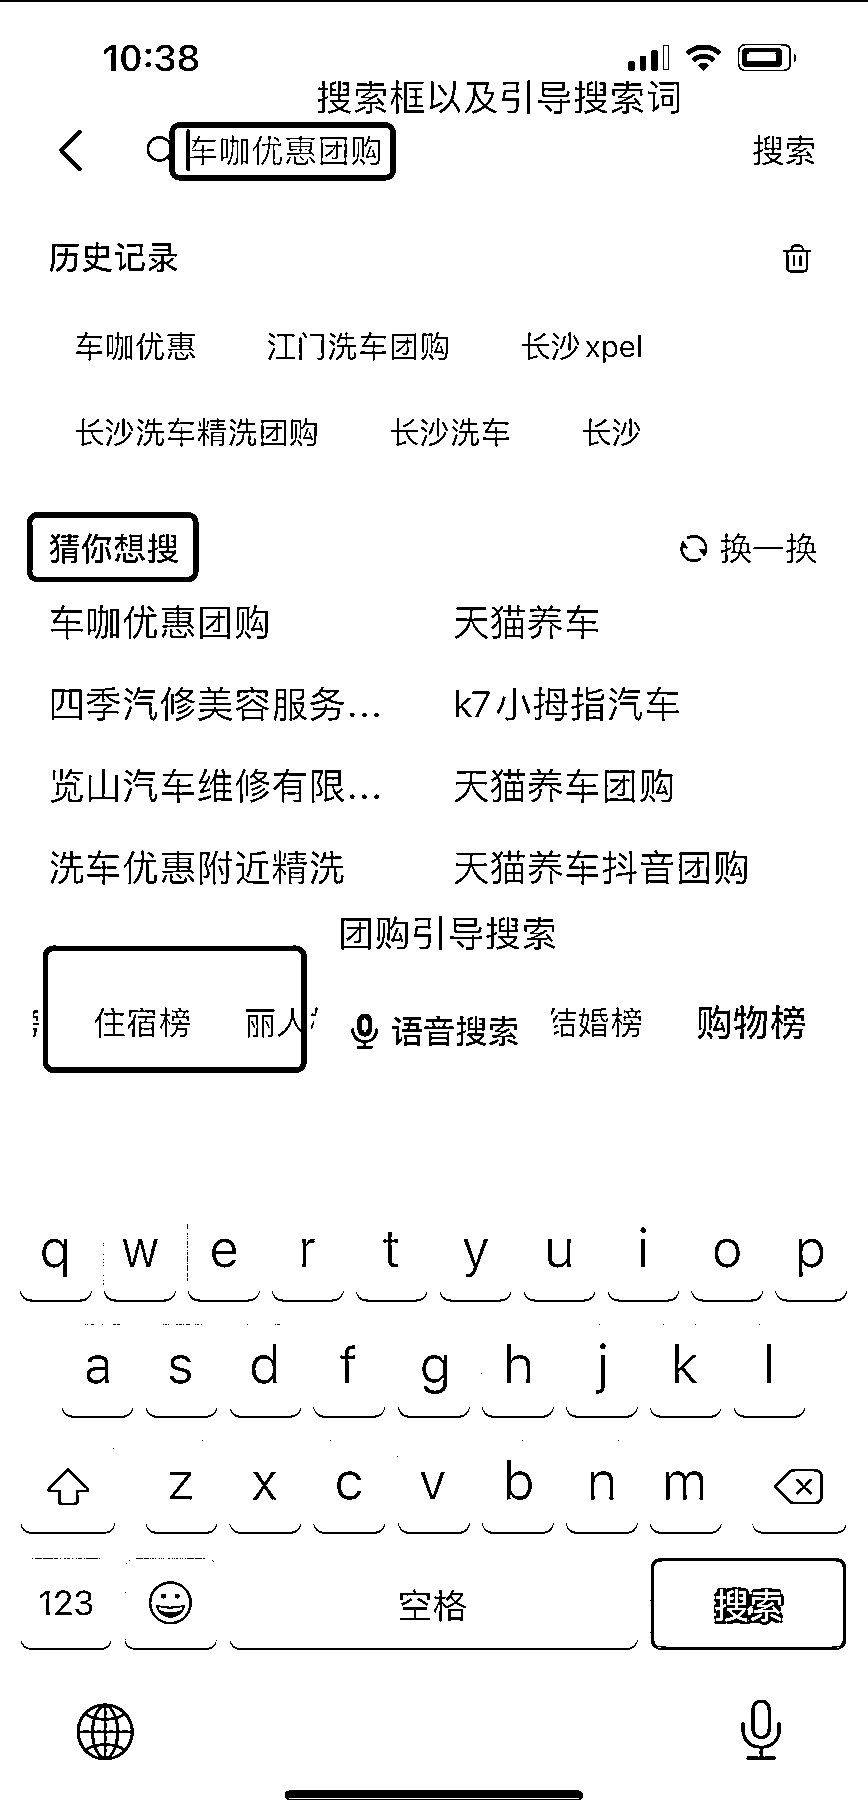 10:38
搜索框以及引导搜索词
车咖优惠团购 搜索
历史记录
车咖优惠 江门洗车团购 长沙xpel
长沙洗车精洗团购 长沙洗车 长沙
猜你想搜 换一换
车咖优惠团购 天猫养车
四季汽修美容服务... k7小拇指汽车
览山汽车维修有限... 天猫养车团购
洗车优惠附近精洗 天猫养车抖音团购
团购引导搜索
住宿榜 丽人 语音搜索 结婚榜 购物榜
q w e r t y u i o p
a s d f g h j k l
z x c v b n m
123 空格 搜索